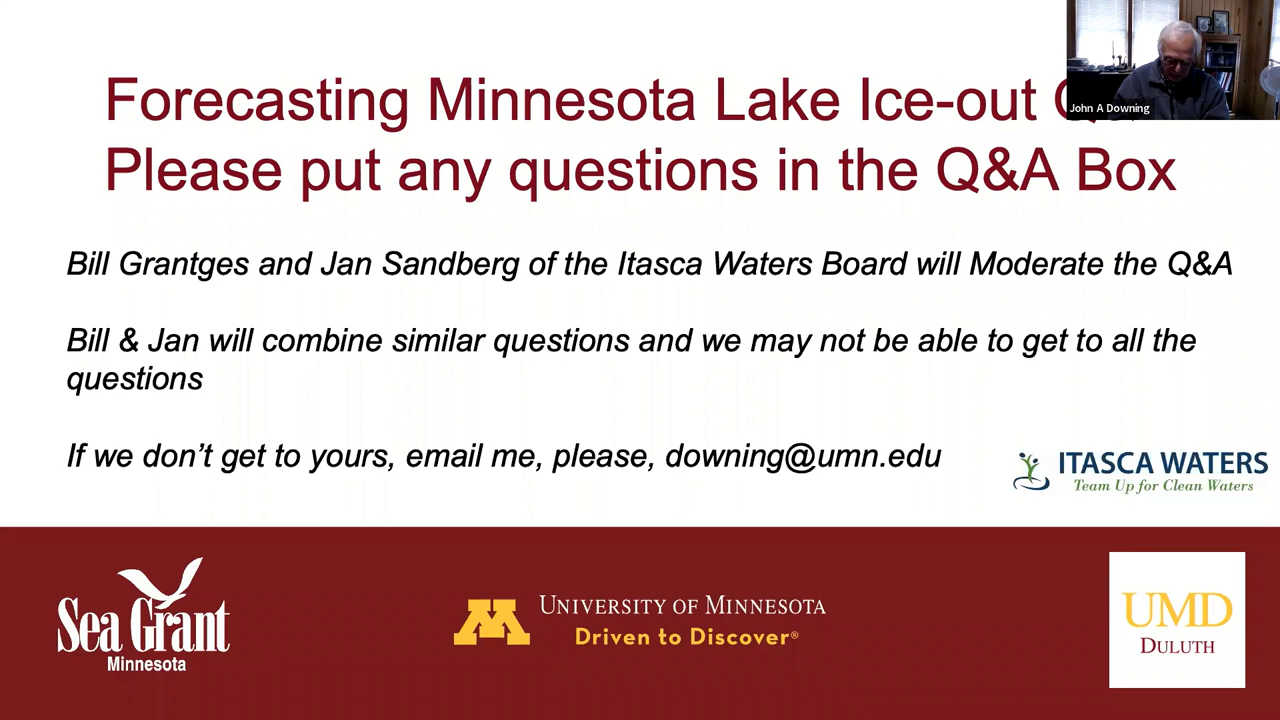 Forecasting Minnesota Lake Ice-out
John A Downing
Please put any questions in the Q&A Box
Bill Grantges and Jan Sandberg of the Itasca Waters Board will Moderate the Q&A
Bill & Jan will combine similar questions and we may not be able to get to all the
questions
If we don't get to yours, email me, please, downing@umn.edu
ITASCA WATERS
Team Up for Clean Waters
Sea Grant
Minnesota
M
UNIVERSITY OF MINNESOTA
Driven to Discover®
UMD
DULUTH